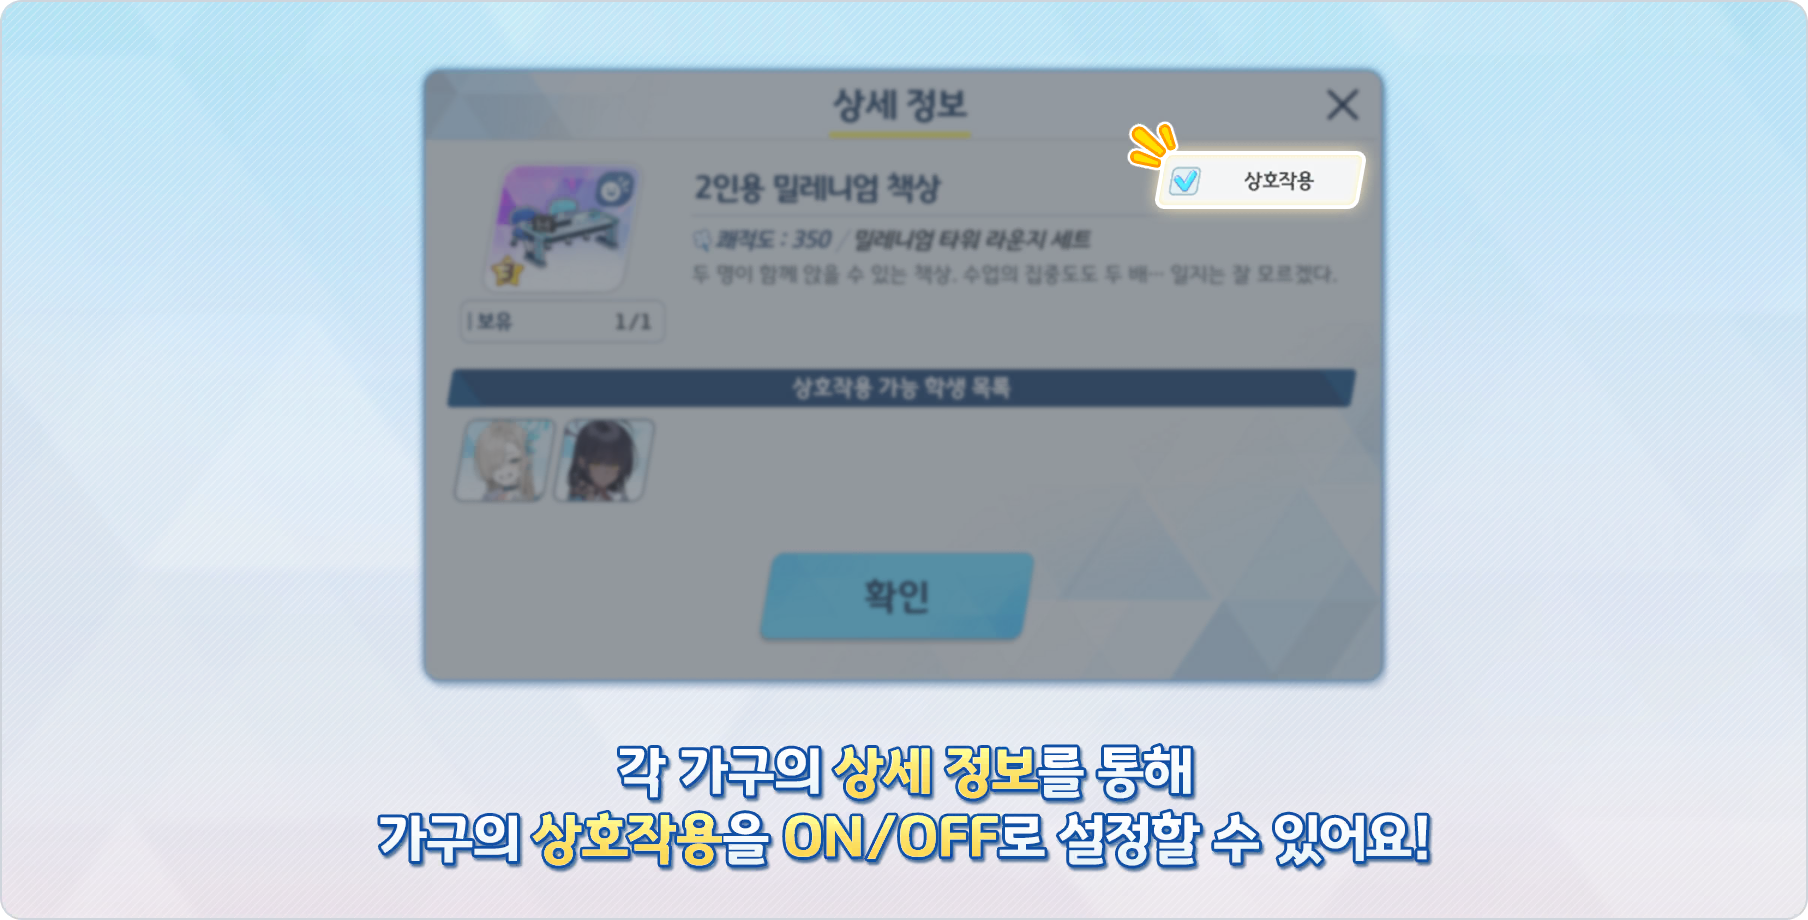 상세 정보
상호작용
2인용 밀레니엄 책상
쾌적도 : 350 / 밀레니엄 타워 라운지 세트
두 명이 함께 앉을 수 있는 책상. 수업의 집중도도 두 배… 일지는 잘 모르겠다.
3
보유 1/1
상호작용 가능 학생 목록
확인
각 가구의 상세 정보를 통해
가구의 상호작용을 ON/OFF로 설정할 수 있어요!